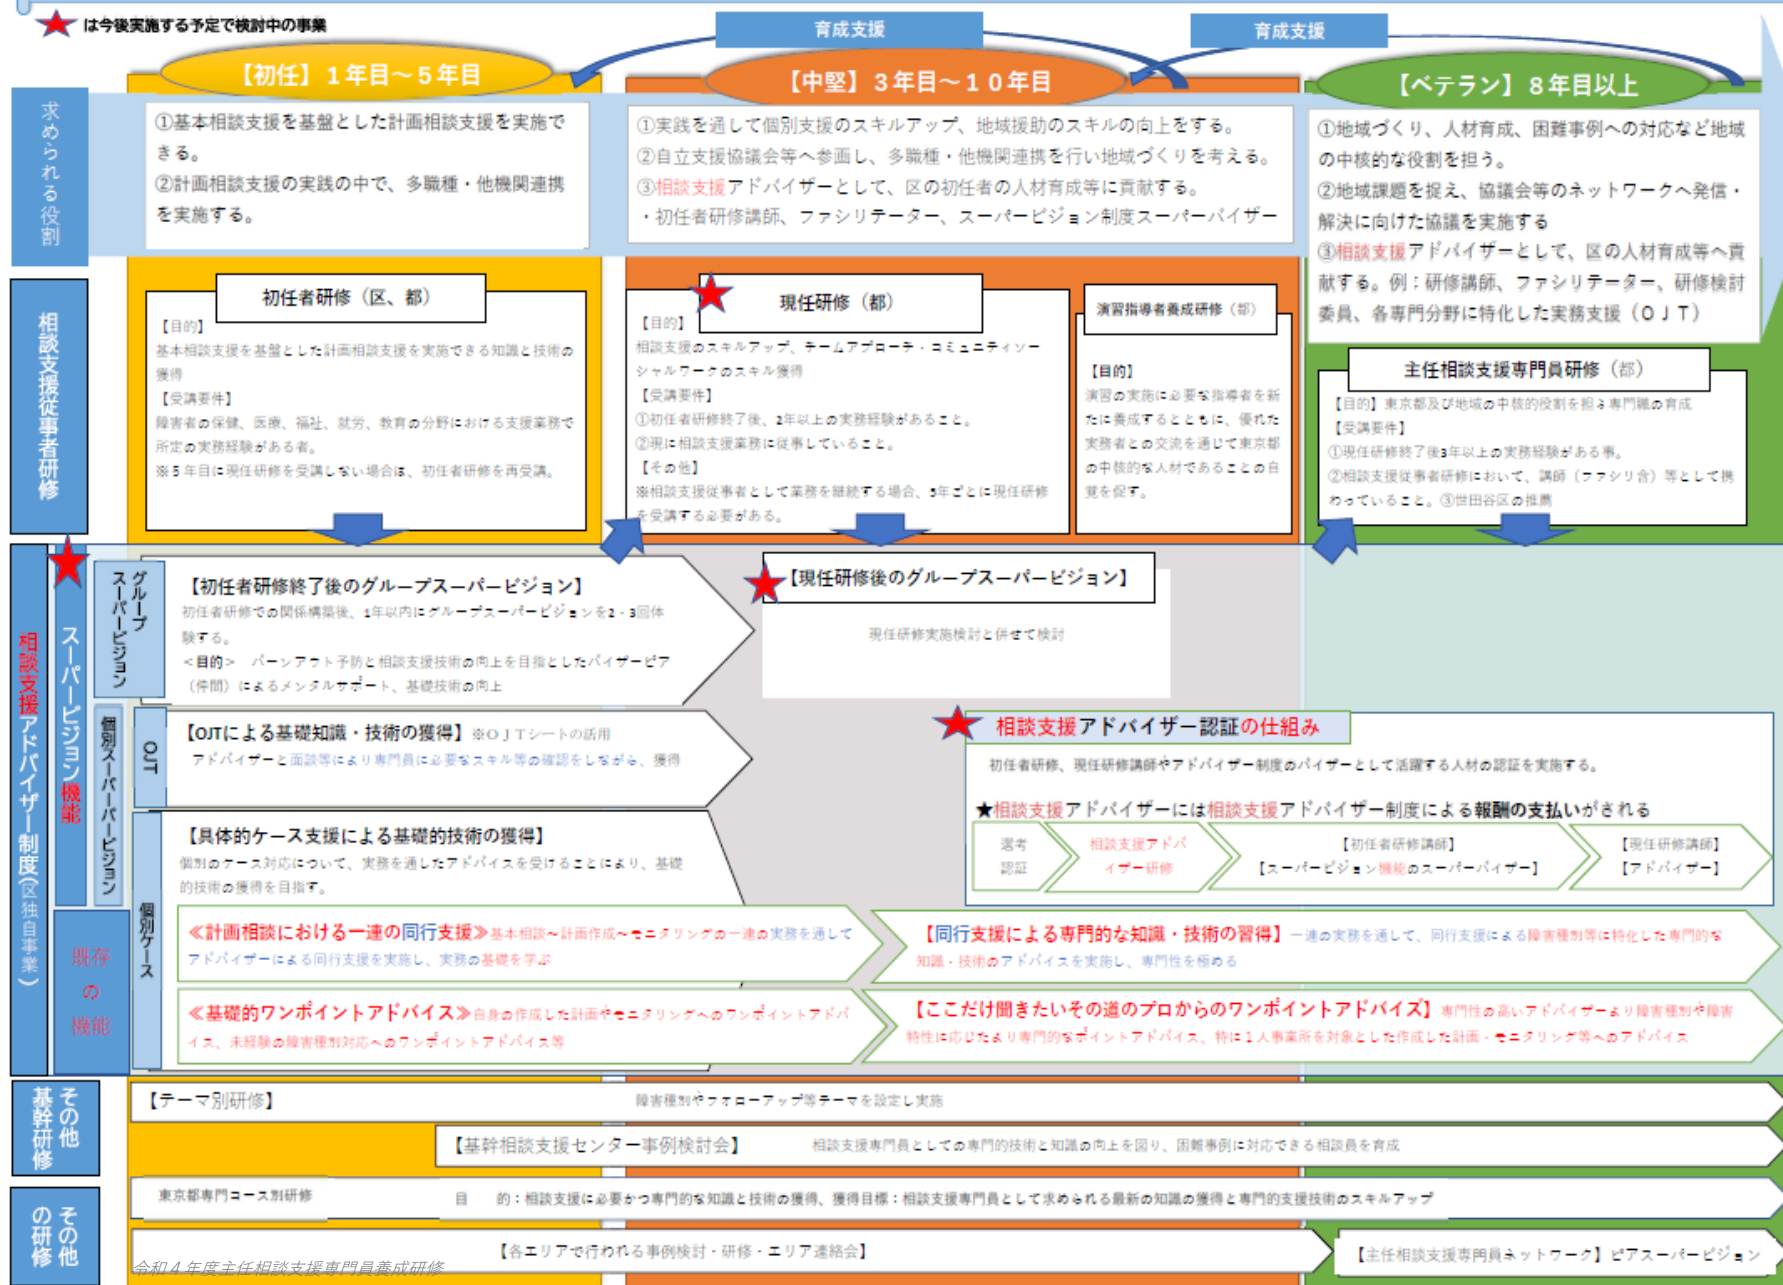 ★は今後実施する予定で検討中の事業
育成支援
育成支援
【初任】１年目～５年目
【中堅】３年目～１０年目
【ベテラン】８年目以上
求められる役割
①基本相談支援を基盤とした計画相談支援を実施で
きる。
②計画相談支援の実践の中で、多職種・他機関連携
を実施する。
①実践を通して個別支援のスキルアップ、地域援助のスキルの向上をする。
②自立支援協議会等へ参画し、多職種・他機関連携を行い地域づくりを考える。
③相談支援アドバイザーとして、区の初任者の人材育成等に貢献する。
・初任者研修講師、ファシリテーター、スーパービジョン制度スーパーバイザー
①地域づくり、人材育成、困難事例への対応など地域
の中核的な役割を担う。
②地域課題を捉え、協議会等のネットワークへ発信・
解決に向けた協議を実施する
③相談支援アドバイザーとして、区の人材育成等へ貢
献する。例：研修講師、ファシリテーター、研修検討
委員、各専門分野に特化した実務支援（ＯＪＴ）
相談支援従事者研修
初任者研修（区、都）
【目的】
基本相談支援を基盤とした計画相談支援を実施できる知識と技術の
獲得
【受講要件】
障害者の保健、医療、福祉、就労、教育の分野における支援業務で
所定の実務経験がある者。
※５年目に現任研修を受講しない場合は、初任者研修を再受講。
現任研修（都）
【目的】
相談支援のスキルアップ、チームアプローチ・コミュニティソー
シャルワークのスキル獲得
【受講要件】
①初任者研修終了後、2年以上の実務経験があること。
②現に相談支援業務に従事していること。
【その他】
※相談支援従事者として業務を継続する場合、5年ごとに現任研修
を受講する必要がある。
演習指導者養成研修（都）
【目的】
演習の実施に必要な指導者を新
たに養成するとともに、優れた
実務者との交流を通じて東京都
の中核的な人材であることの自
覚を促す。
主任相談支援専門員研修（都）
【目的】東京都及び地域の中核的役割を担う専門職の育成
【受講要件】
①現任研修終了後3年以上の実務経験がある事。
②相談支援従事者研修において、講師（ファシリ含）等として携
わっていること。③世田谷区の推薦
相談支援アドバイザー制度（区独自事業）
スーパービジョン機能
グループ
スーパービジョン
【初任者研修終了後のグループスーパービジョン】
初任者研修での関係構築後、1年以内にグループスーパービジョンを2・3回体
験する。
＜目的＞　バーンアウト予防と相談支援技術の向上を目指としたバイザーピア
（仲間）によるメンタルサポート、基礎技術の向上
【現任研修後のグループスーパービジョン】
現任研修実施検討と併せて検討
個別スーパーバービジョン
OJT
【OJTによる基礎知識・技術の獲得】※ＯＪＴシートの活用
アドバイザーと面談等により専門員に必要なスキル等の確認をしながら、獲得
相談支援アドバイザー認証の仕組み
初任者研修、現任研修講師やアドバイザー制度のバイザーとして活躍する人材の認証を実施する。
★相談支援アドバイザーには相談支援アドバイザー制度による報酬の支払いがされる
選考
認証
相談支援アドバ
イザー研修
【初任者研修講師】
【スーパービジョン機能のスーパーバイザー】
【現任研修講師】
【アドバイザー】
個別ケース
【具体的ケース支援による基礎的技術の獲得】
個別のケース対応について、実務を通したアドバイスを受けることにより、基礎
的技術の獲得を目指す。
既存
の
機能
≪計画相談における一連の同行支援≫基本相談～計画作成～モニタリングの一連の実務を通して
アドバイザーによる同行支援を実施し、実務の基礎を学ぶ
【同行支援による専門的な知識・技術の習得】一連の実務を通して、同行支援による障害種別等に特化した専門的な
知識・技術のアドバイスを実施し、専門性を極める
≪基礎的ワンポイントアドバイス≫自身の作成した計画やモニタリングへのワンポイントアドバ
イス、未経験の障害種別対応へのワンポイントアドバイス等
【ここだけ聞きたいその道のプロからのワンポイントアドバイズ】専門性の高いアドバイザーより障害種別や障害
特性に応じたより専門的なポイントアドバイス、特に１人事業所を対象とした作成した計画・モニタリング等へのアドバイス
その他
基幹研修
【テーマ別研修】
障害種別やフォローアップ等テーマを設定し実施
【基幹相談支援センター事例検討会】
相談支援専門員としての専門的技術と知識の向上を図り、困難事例に対応できる相談員を育成
その他
の研修
東京都専門コース別研修
目　的：相談支援に必要かつ専門的な知識と技術の獲得、獲得目標：相談支援専門員として求められる最新の知識の獲得と専門的支援技術のスキルアップ
【各エリアで行われる事例検討・研修・エリア連絡会】
【主任相談支援専門員ネットワーク】ピアスーパービジョン
令和４年度主任相談支援専門員養成研修